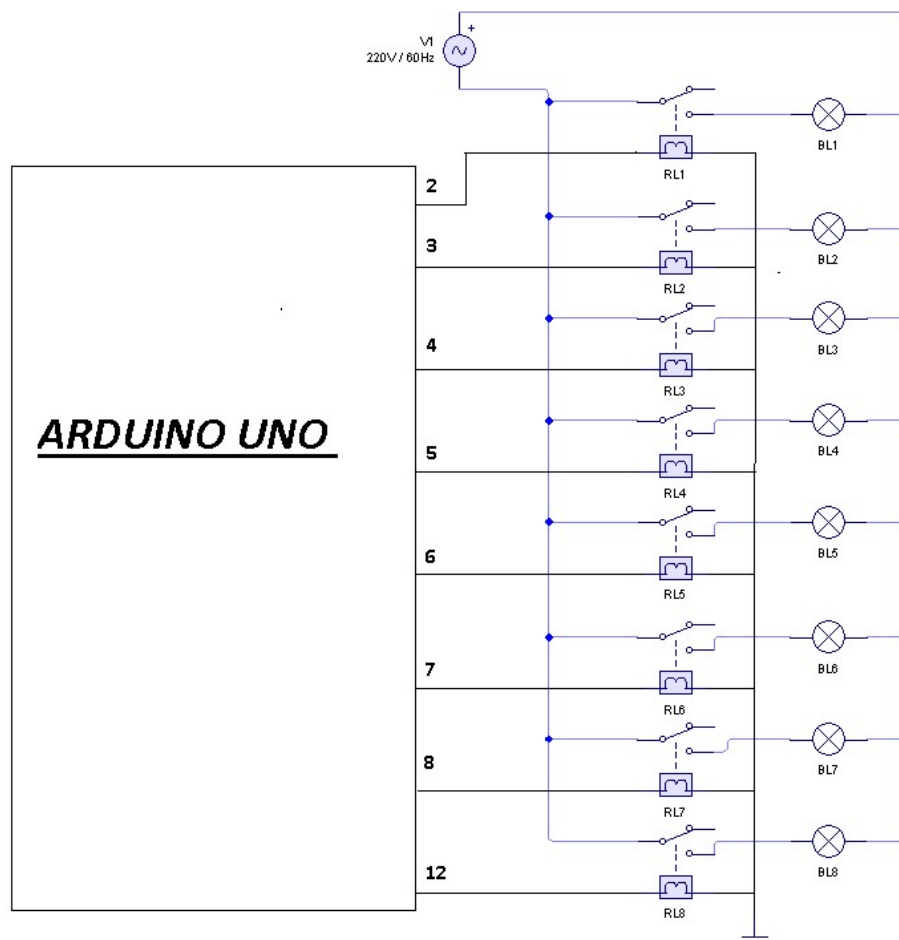 +
V1
220V / 60Hz
BL1
RL1
2
BL2
3
RL2
BL3
4
RL3
ARDUINO UNO
BL4
5
RL4
BL5
6
RL5
BL6
7
RL6
BL7
8
RL7
BL8
12
RL8